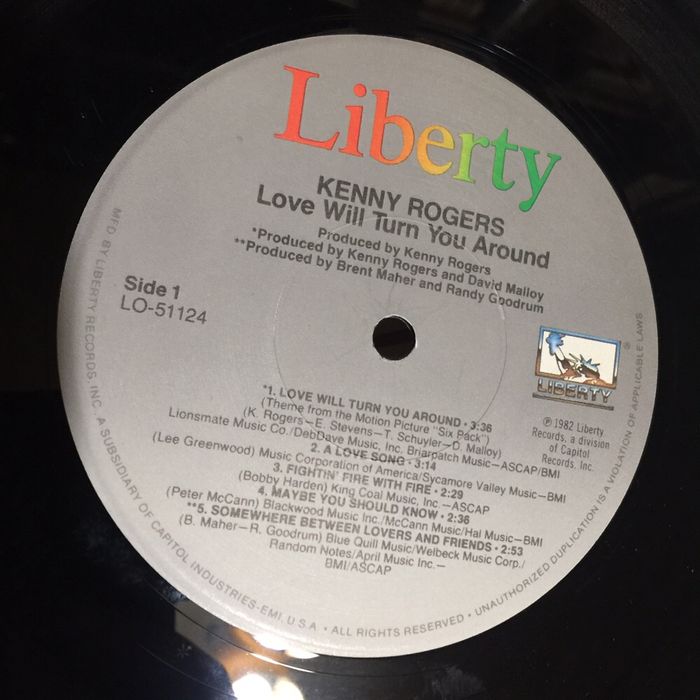 Liberty
KENNY ROGERS
Love Will Turn You Around
Produced by Kenny Rogers
*Produced by Kenny Rogers and David Malloy
**Produced by Brent Maher and Randy Goodrum
Side 1
LO-51124
LIBERTY
®
℗ 1982 Liberty
Records, a division
of Capitol
Records, Inc.
*1. LOVE WILL TURN YOU AROUND • 3:36
(Theme from the Motion Picture "Six Pack")
(K. Rogers—E. Stevens—T. Schuyler—D. Malloy)
Lionsmate Music Co./DebDave Music, Inc. Briarpatch Music—ASCAP/BMI
2. A LOVE SONG • 3:14
(Lee Greenwood) Music Corporation of America/Sycamore Valley Music—BMI
3. FIGHTIN' FIRE WITH FIRE • 2:29
(Bobby Harden) King Coal Music, Inc.—ASCAP
4. MAYBE YOU SHOULD KNOW • 2:36
(Peter McCann) Blackwood Music Inc./McCann Music/Hal Music—BMI
**5. SOMEWHERE BETWEEN LOVERS AND FRIENDS • 2:53
(B. Maher—R. Goodrum) Blue Quill Music/Welbeck Music Corp./
Random Notes/April Music Inc.—
BMI/ASCAP
MFD BY LIBERTY RECORDS, INC. A SUBSIDIARY OF CAPITOL INDUSTRIES-EMI, U.S.A. • ALL RIGHTS RESERVED • UNAUTHORIZED DUPLICATION IS A VIOLATION OF APPLICABLE LAWS